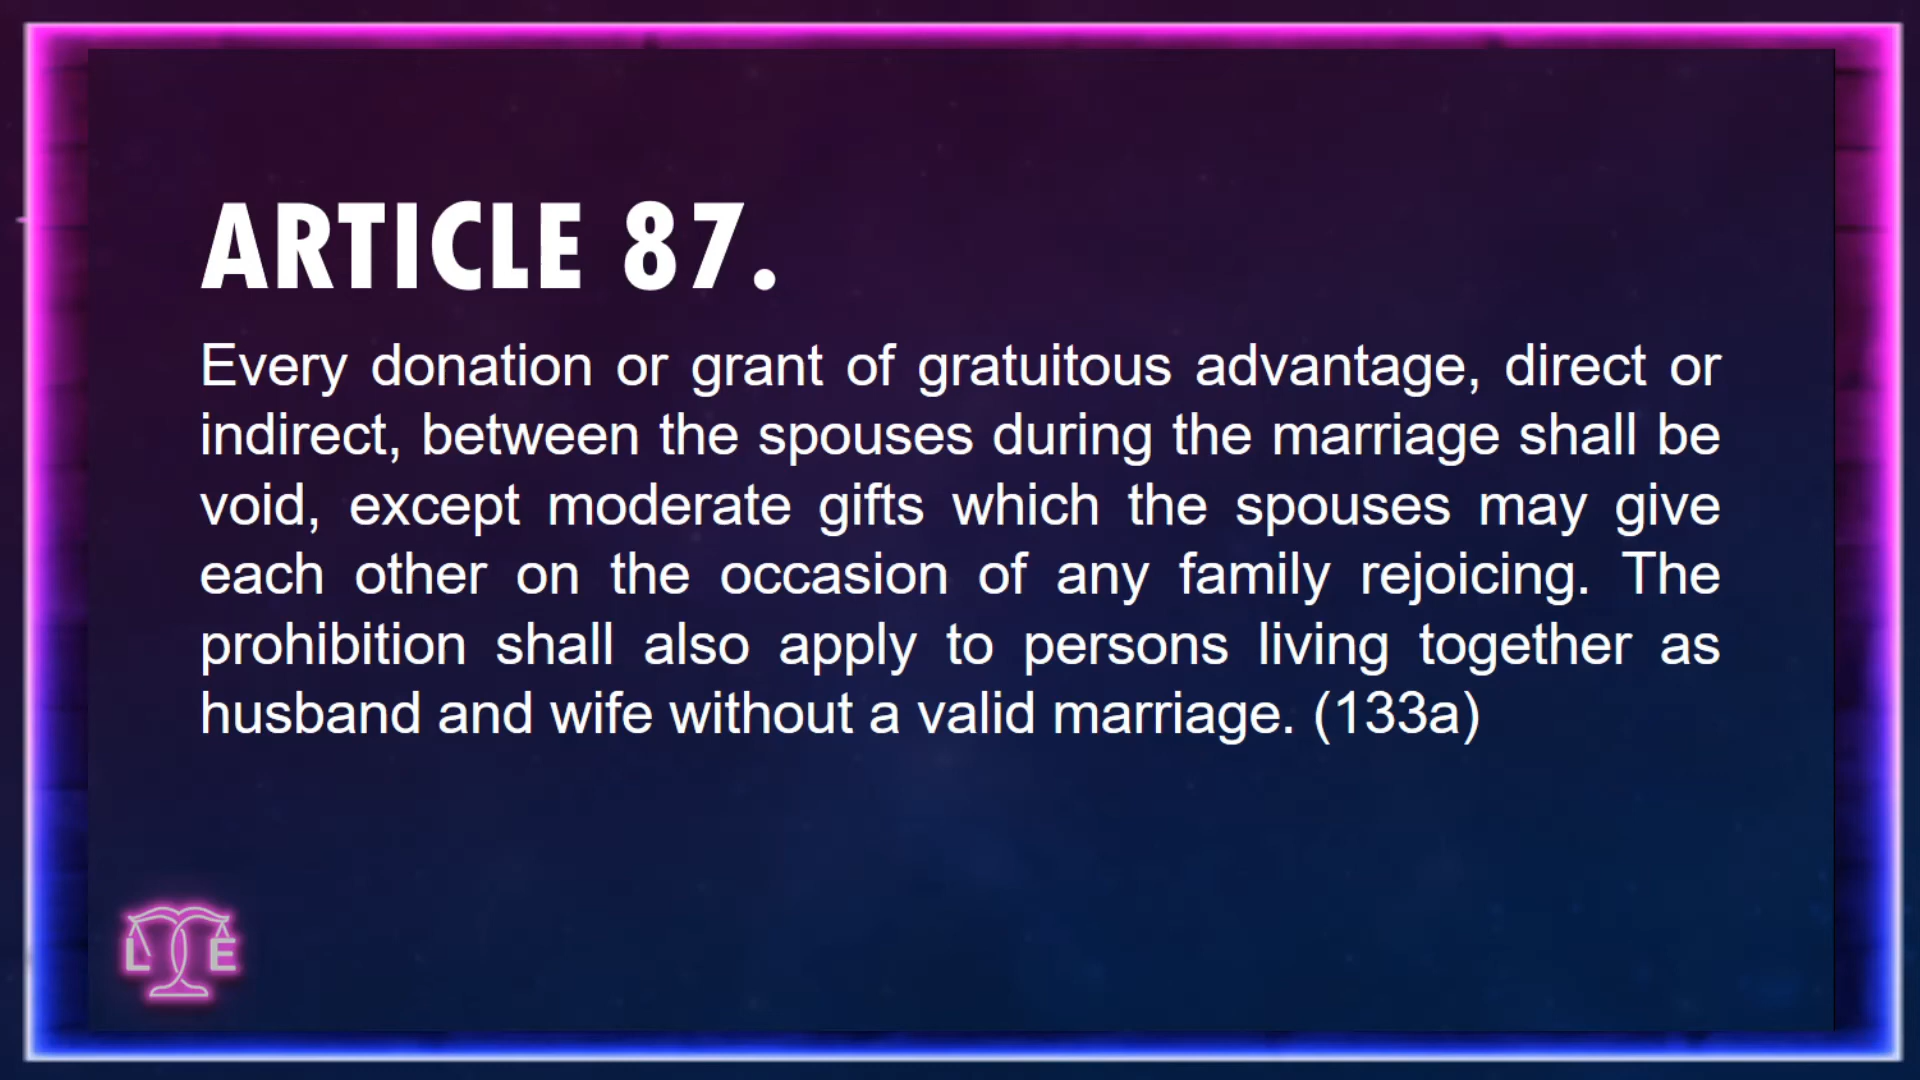 ARTICLE 87.
Every donation or grant of gratuitous advantage, direct or
indirect, between the spouses during the marriage shall be
void, except moderate gifts which the spouses may give
each other on the occasion of any family rejoicing. The
prohibition shall also apply to persons living together as
husband and wife without a valid marriage. (133a)
L E